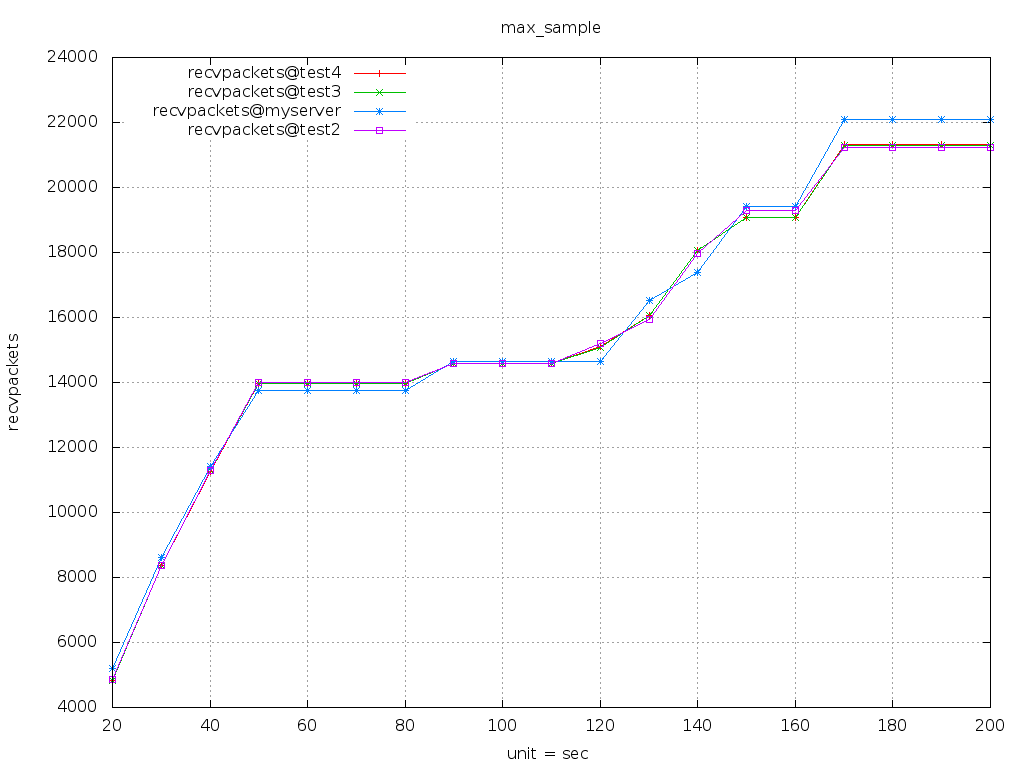 max_sample
24000
22000
20000
18000
16000
14000
12000
10000
8000
6000
4000
recvpackets@test4
recvpackets@test3
recvpackets@myserver
recvpackets@test2
recvpackets
20 40 60 80 100 120 140 160 180 200
unit = sec